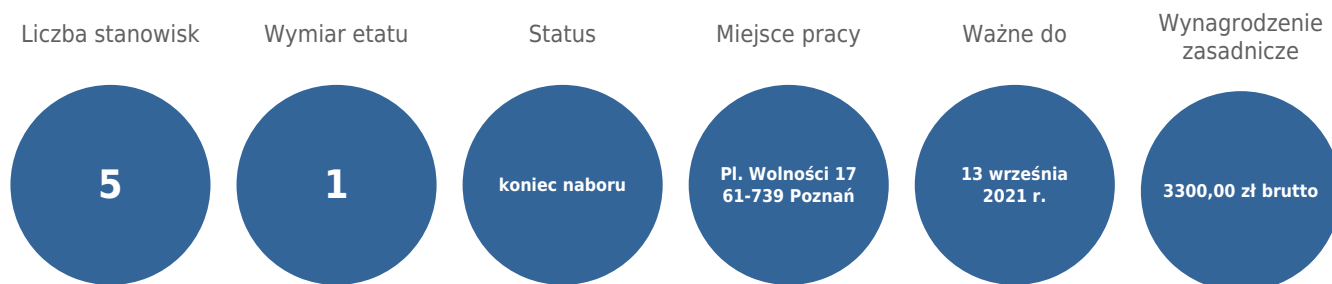 Liczba stanowisk
5
Wymiar etatu
1
Status
koniec naboru
Miejsce pracy
Pl. Wolności 17
61-739 Poznań
Ważne do
13 września
2021 r.
Wynagrodzenie
zasadnicze
3300,00 zł brutto